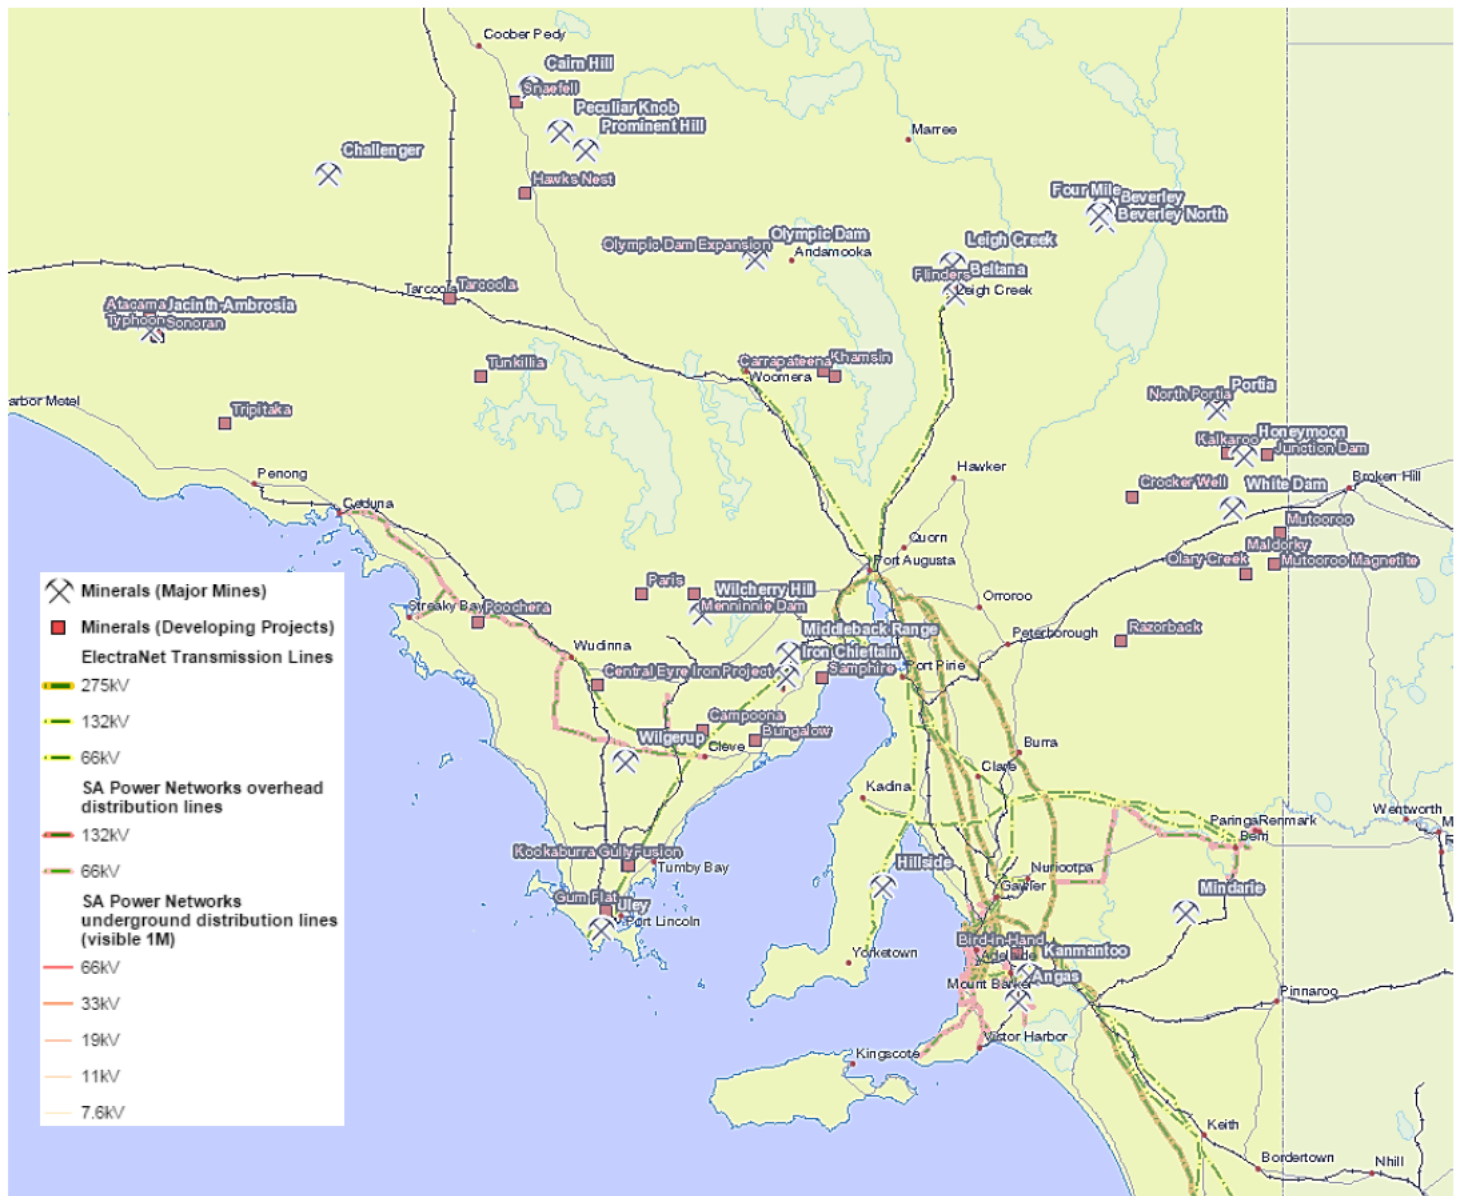 Coober Pedy
Cairn Hill
Snaefell
Peculiar Knob
Prominent Hill
Marree
Challenger
Hawks Nest
Four Mile
Beverley
Beverley North
Olympic Dam
Olympic Dam Expansion
Andamooka
Leigh Creek
Flinders
Beltana
Leigh Creek
Tarcoola
Tarcoola
Atacama
Jacinth-Ambrosia
Typhoon
Sonoran
Tunkillia
Carrapateena
Khamsin
Woomera
North Portia
Portia
arbor Motel
Tripitaka
Kalkaroo
Honeymoon
Junction Dam
Penong
Hawker
Crocker Well
White Dam
Broken Hill
Ceduna
Mutooroo
Quorn
Maldorky
Port Augusta
Olary Creek
Mutooroo Magnetite
Paris
Wilcherry Hill
Menninnie Dam
Orroroo
Streaky Bay
Poochera
Middleback Range
Peterborough
Razorback
Wudinna
Iron Chieftain
Central Eyre Iron Project
Samphire
Port Pirie
Campoona
Wilgerup
Bungalow
Cleve
Burra
Clare
Kadina
Wentworth
Paringa
Renmark
Berri
M
Kookaburra Gully
Fusion
Tumby Bay
Hillside
Nuriootpa
Gawler
Mindarie
Gum Flat
Uley
Port Lincoln
Bird-in-Hand
Kanmantoo
Yorketown
Adelaide
Mount Barker
Angas
Pinnaroo
Victor Harbor
Kingscote
Keith
Bordertown
Nhill
Minerals (Major Mines)
Minerals (Developing Projects)
ElectraNet Transmission Lines
275kV
132kV
66kV
SA Power Networks overhead
distribution lines
132kV
66kV
SA Power Networks
underground distribution lines
(visible 1M)
66kV
33kV
19kV
11kV
7.6kV